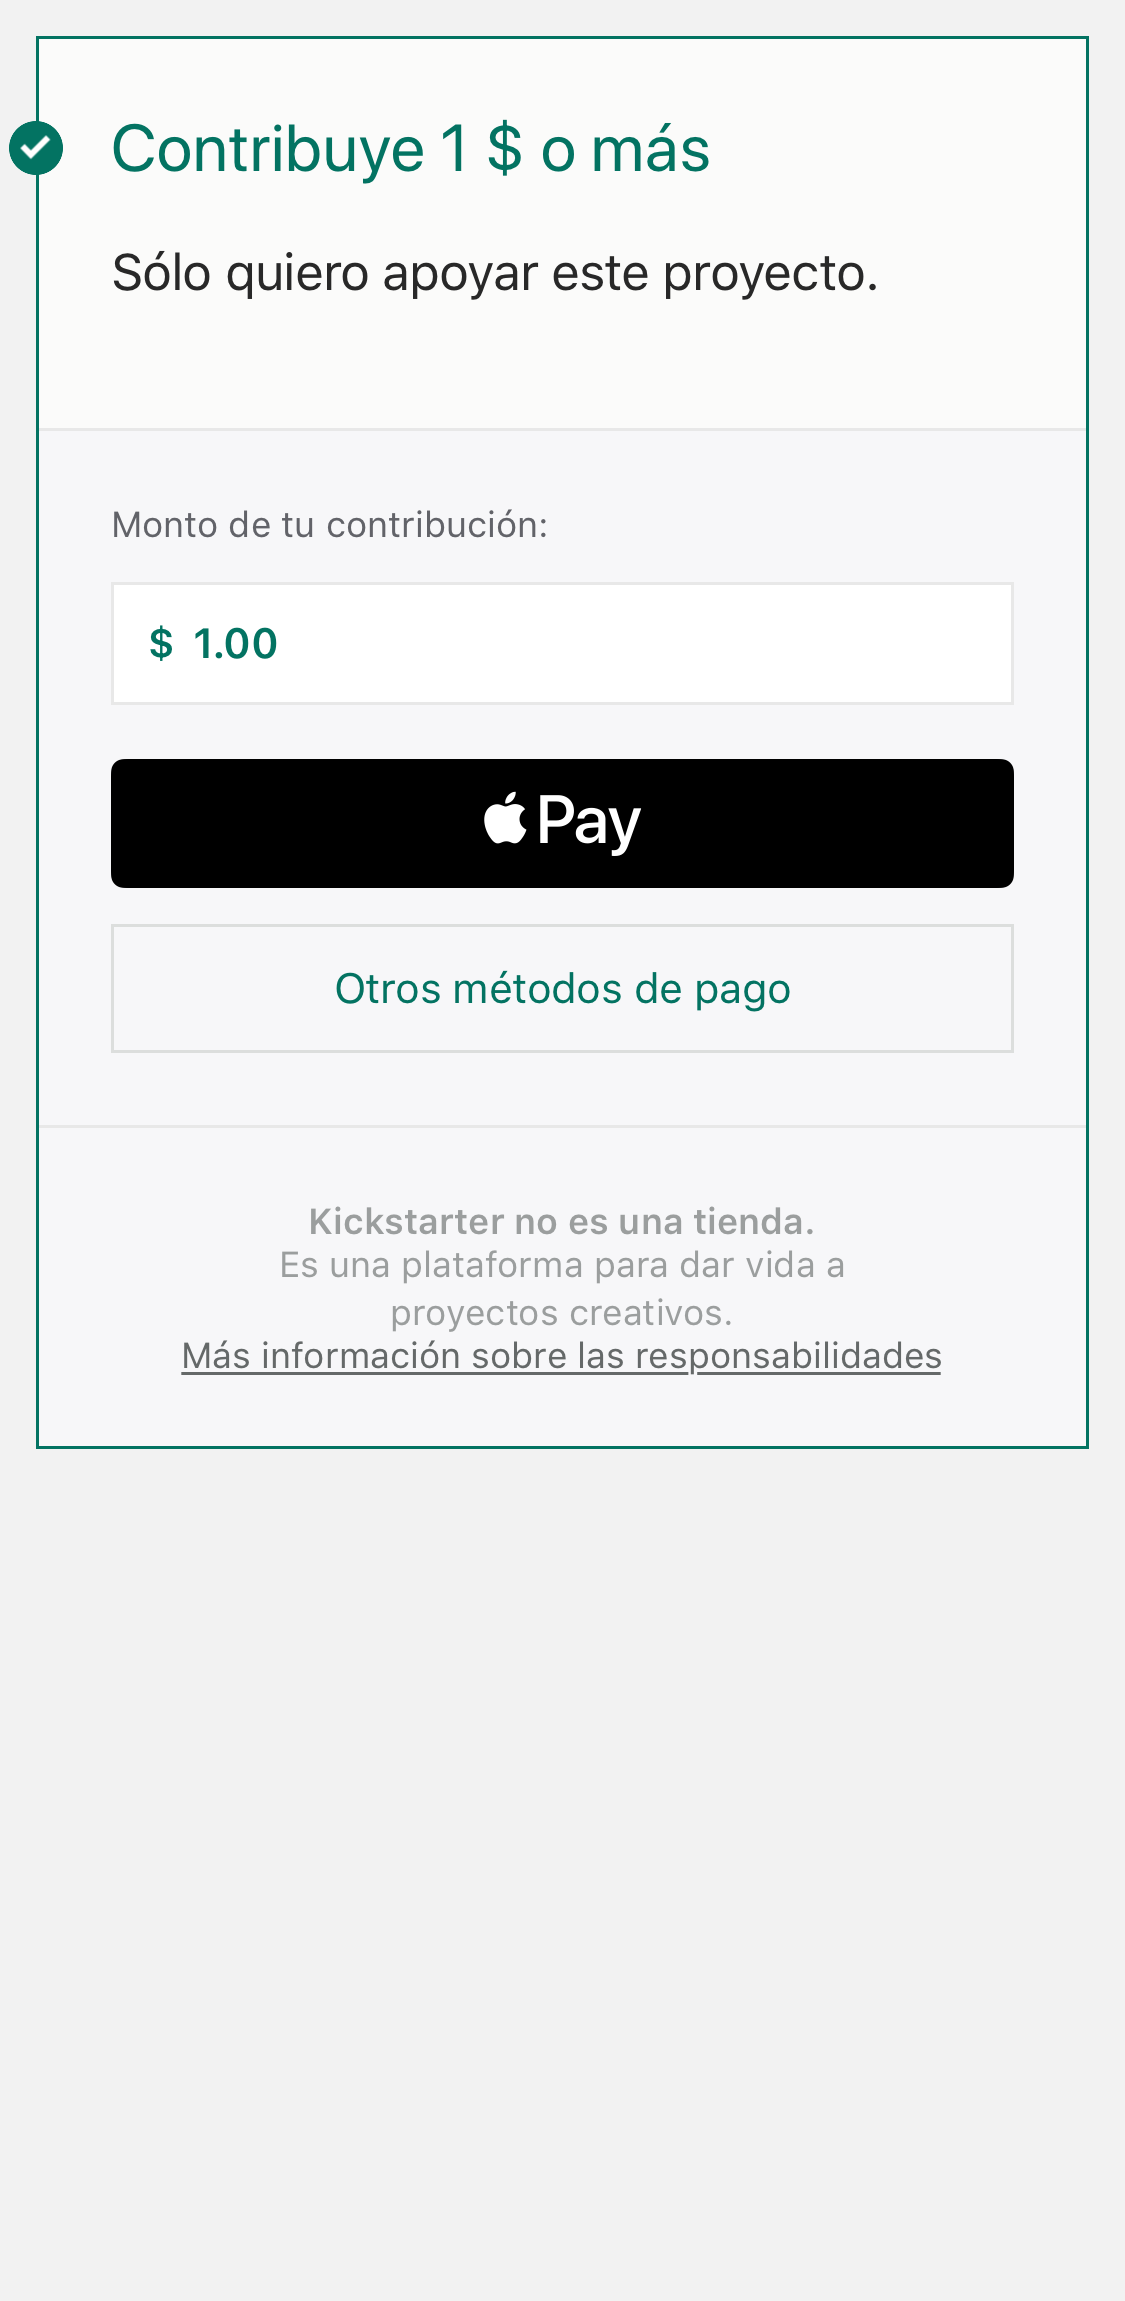 Contribuye 1 $ o más
Sólo quiero apoyar este proyecto.
Monto de tu contribución:
$ 1.00
Pay
Otros métodos de pago
Kickstarter no es una tienda.
Es una plataforma para dar vida a
proyectos creativos.
Más información sobre las responsabilidades